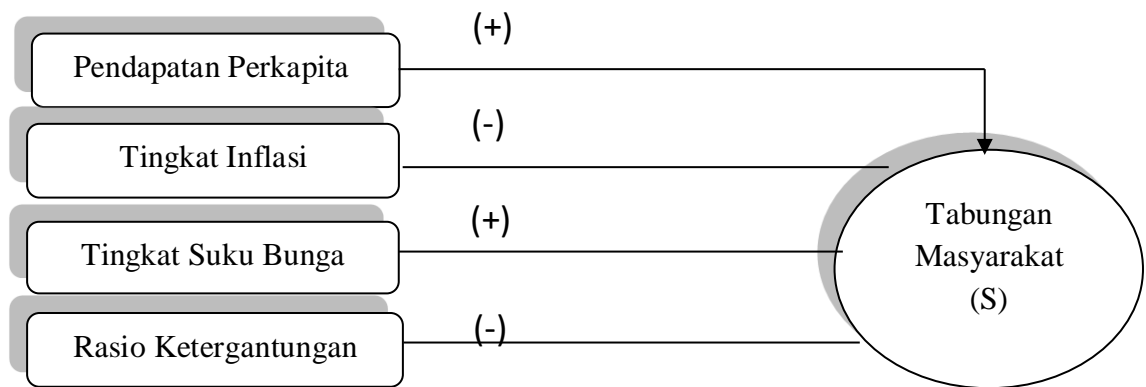 (+)
Pendapatan Perkapita
(-)
Tingkat Inflasi
(+)
Tingkat Suku Bunga
(-)
Rasio Ketergantungan
Tabungan
Masyarakat
(S)